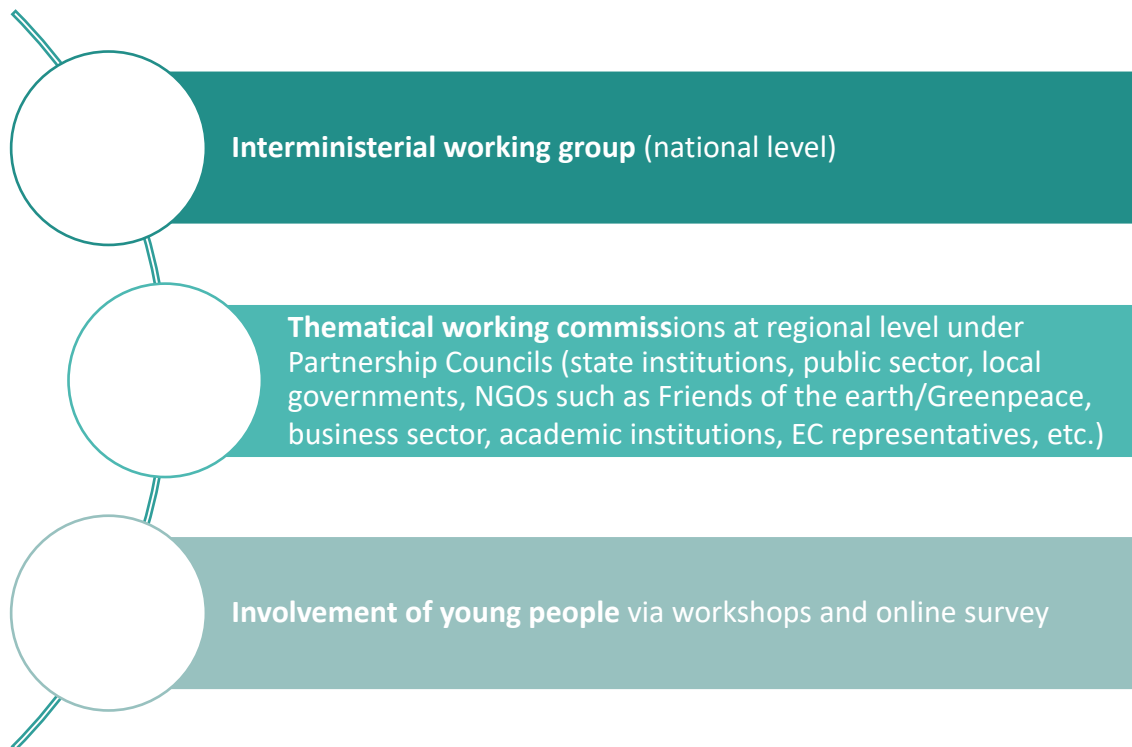 Interministerial working group (national level)
Thematical working commissions at regional level under
Partnership Councils (state institutions, public sector, local
governments, NGOs such as Friends of the earth/Greenpeace,
business sector, academic institutions, EC representatives, etc.)
Involvement of young people via workshops and online survey